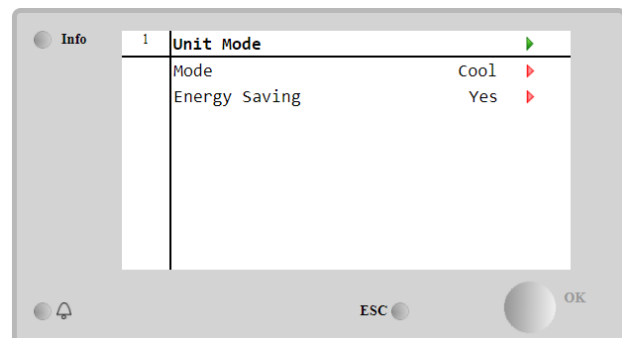 Info
1 Unit Mode
Mode Cool
Energy Saving Yes
ESC
OK